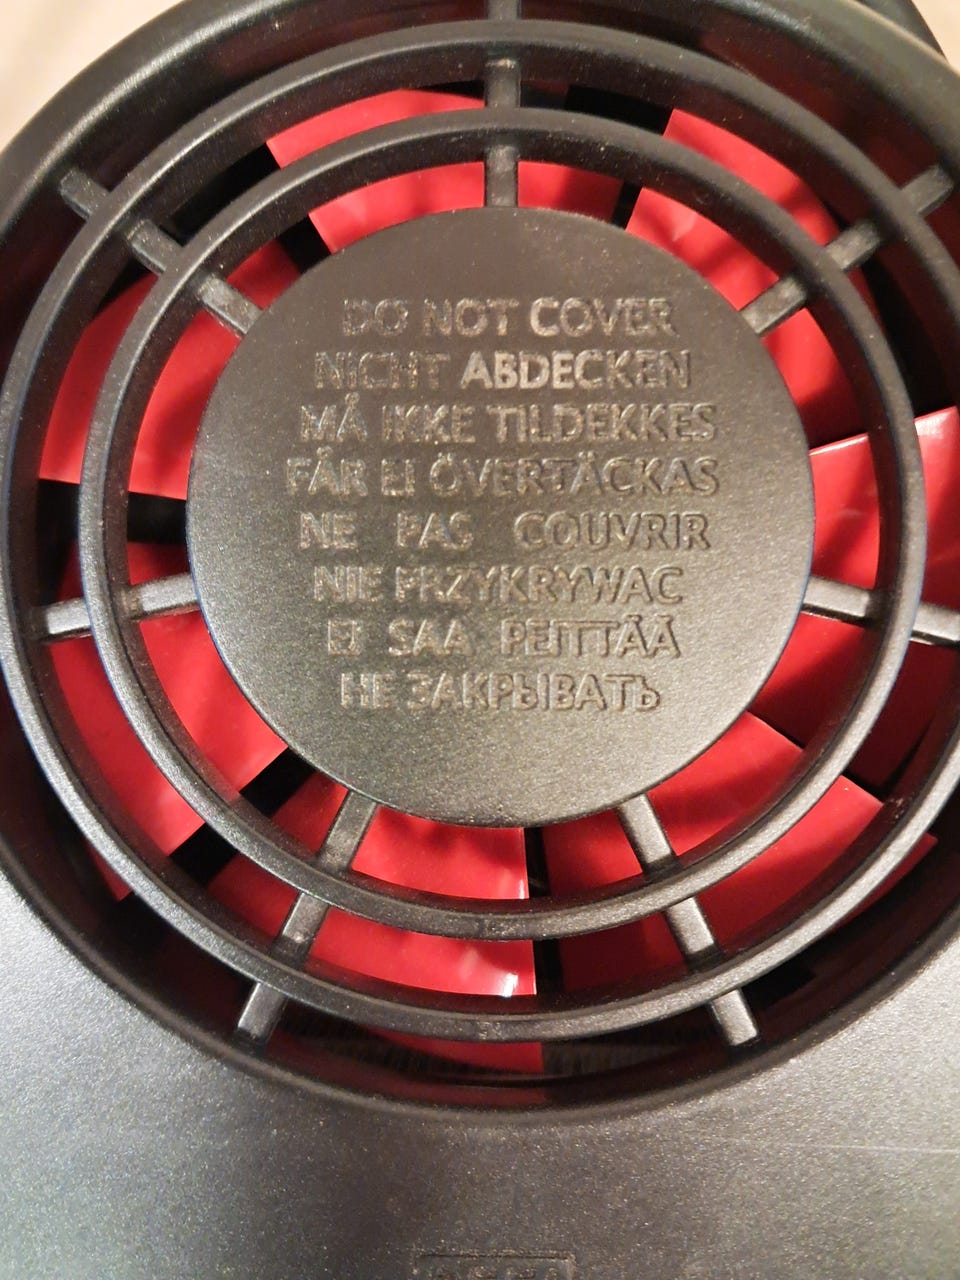 DO NOT COVER
NICHT ABDECKEN
MÅ IKKE TILDEKKES
FÅR EJ ÖVERTÄCKAS
NE PAS COUVRIR
NIE PRZYKRYWAC
EI SAA PEITTÄÄ
НЕ ЗАКРЫВАТЬ